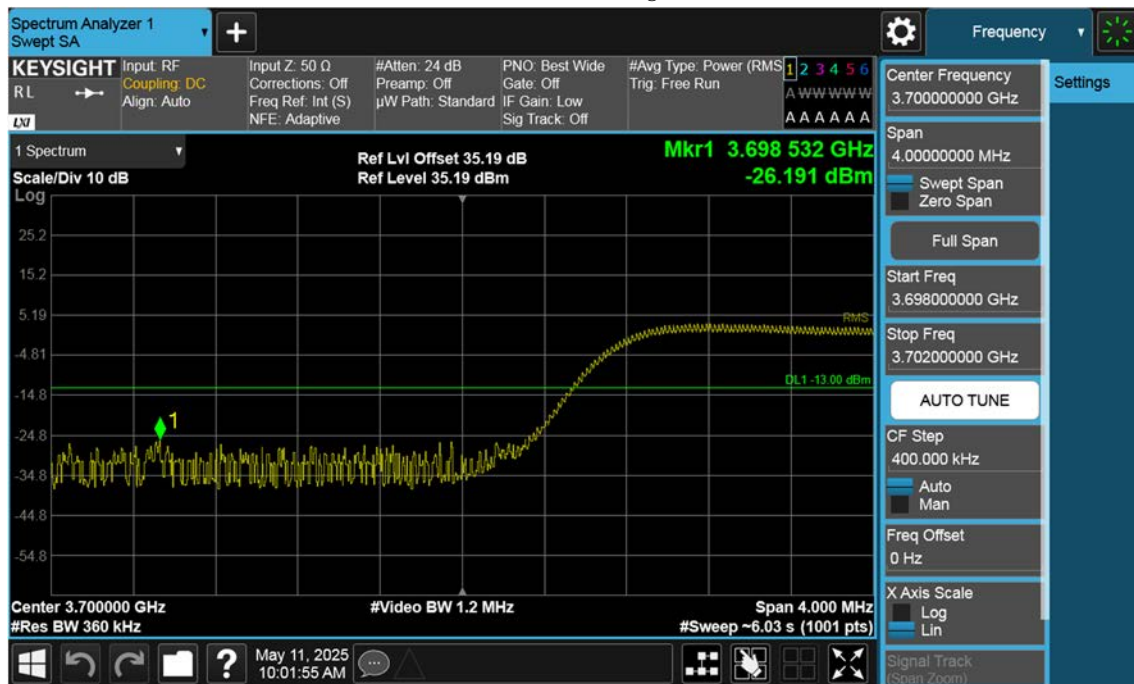 Spectrum Analyzer 1
Swept SA
+
Frequency
KEYSIGHT
RL
LXI
Input: RF
Coupling: DC
Align: Auto
Input Z: 50 Ω
Corrections: Off
Freq Ref: Int (S)
NFE: Adaptive
#Atten: 24 dB
Preamp: Off
µW Path: Standard
PNO: Best Wide
Gate: Off
IF Gain: Low
Sig Track: Off
#Avg Type: Power (RMS
Trig: Free Run
1 2 3 4 5 6
A W W W W W
A A A A A A
1 Spectrum
Scale/Div 10 dB
Log
Ref Lvl Offset 35.19 dB
Ref Level 35.19 dBm
Mkr1 3.698 532 GHz
-26.191 dBm
25.2
15.2
5.19
-4.81
-14.8
-24.8
-34.8
-44.8
-54.8
RMS
DL1 -13.00 dBm
1
Center 3.700000 GHz
#Res BW 360 kHz
#Video BW 1.2 MHz
Span 4.000 MHz
#Sweep ~6.03 s (1001 pts)
Center Frequency
3.700000000 GHz
Settings
Span
4.00000000 MHz
Swept Span
Zero Span
Full Span
Start Freq
3.698000000 GHz
Stop Freq
3.702000000 GHz
AUTO TUNE
CF Step
400.000 kHz
Auto
Man
Freq Offset
0 Hz
X Axis Scale
Log
Lin
Signal Track
(Span Zoom)
?
May 11, 2025
10:01:55 AM